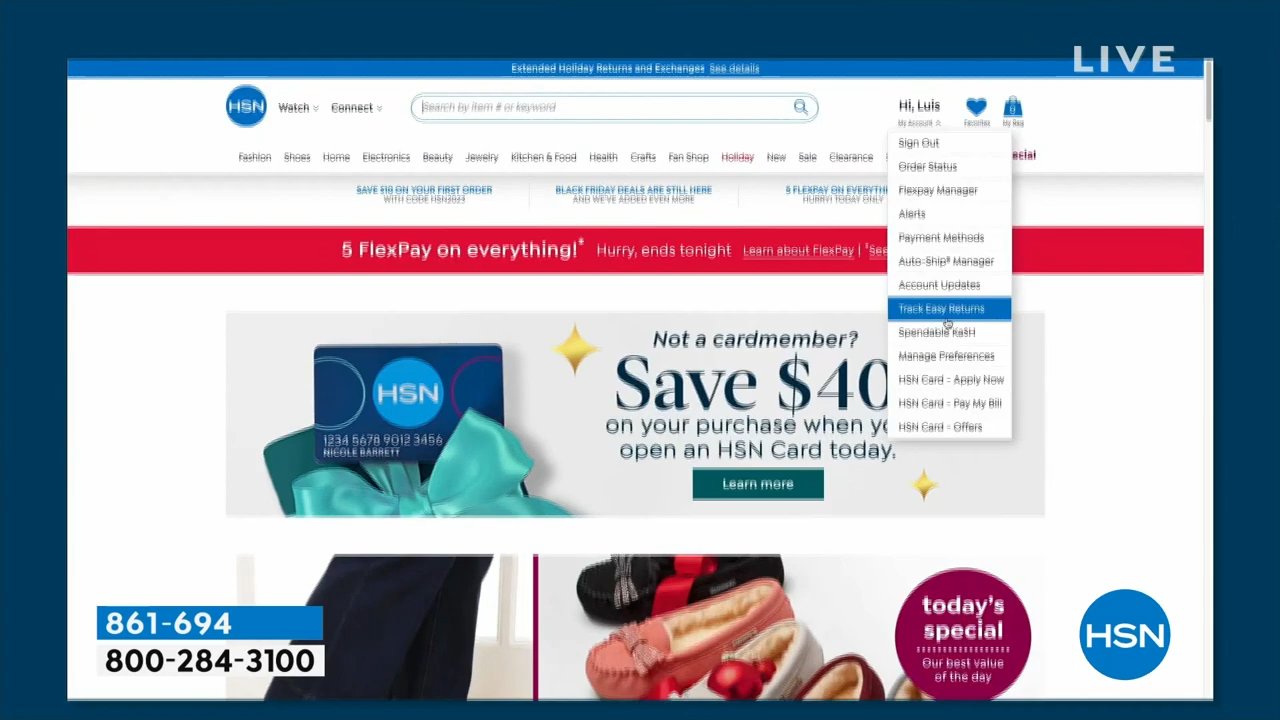 LIVE
Extended Holiday Returns and Exchanges See details
HSN
Watch
Connect
Search by item # or keyword
Hi, Luis
My Account
Favorites
My Bag
Fashion Shoes Home Electronics Beauty Jewelry Kitchen & Food Health Crafts Fan Shop Holiday New Sale Clearance
Sign Out
Order Status
Flexpay Manager
Alerts
Payment Methods
Auto-Ship® Manager
Account Updates
Track Easy Returns
Spendable Ka$H
Manage Preferences
HSN Card - Apply Now
HSN Card - Pay My Bill
HSN Card - Offers
SAVE $10 ON YOUR FIRST ORDER
WITH CODE HSN2023
BLACK FRIDAY DEALS ARE STILL HERE
AND WE'VE ADDED EVEN MORE
5 FLEXPAY ON EVERYTHI
HURRY! TODAY ONLY
5 FlexPay on everything!* Hurry, ends tonight Learn about FlexPay | See
HSN
1234 5678 9012 3456
NICOLE BARRETT
Not a cardmember?
Save $40
on your purchase when yo
open an HSN Card today.
Learn more
today's
special
Our best value
of the day
861-694
800-284-3100
HSN